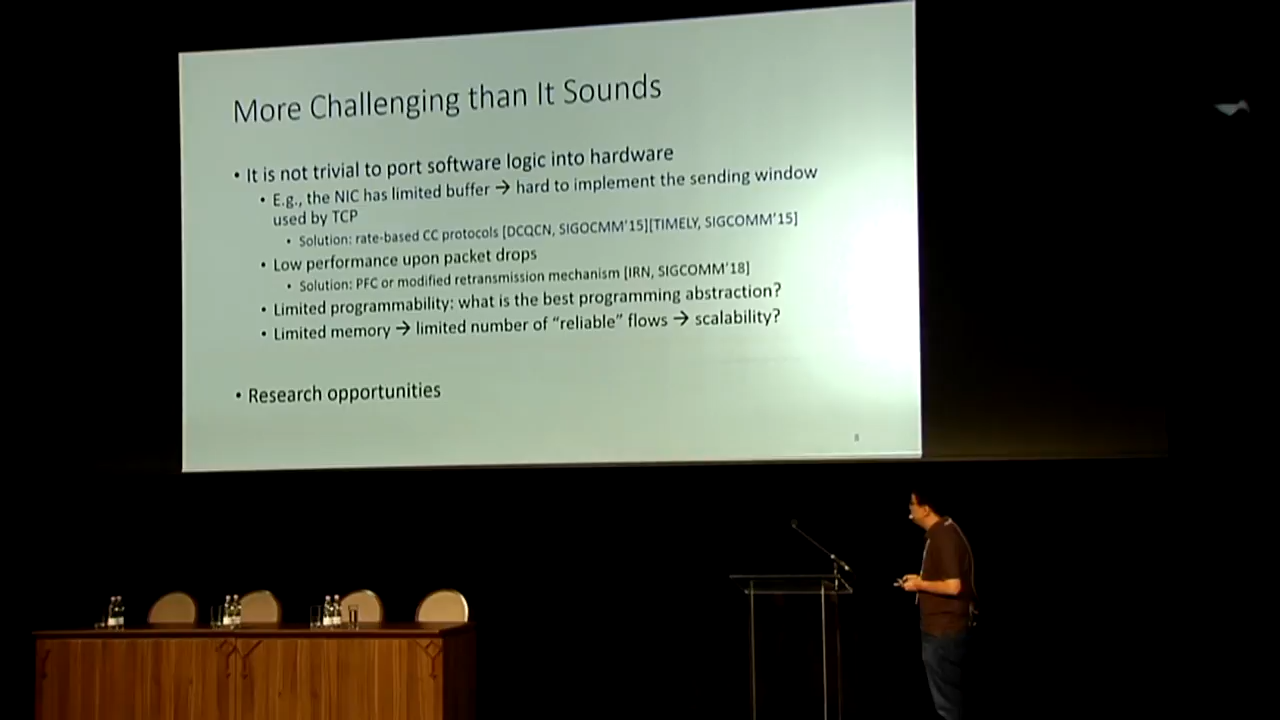 More Challenging than It Sounds
• It is not trivial to port software logic into hardware
• E.g., the NIC has limited buffer → hard to implement the sending window
used by TCP
• Solution: rate-based CC protocols [DCQCN, SIGOCMM'15][TIMELY, SIGCOMM'15]
• Low performance upon packet drops
• Solution: PFC or modified retransmission mechanism [IRN, SIGCOMM'18]
• Limited programmability: what is the best programming abstraction?
• Limited memory → limited number of “reliable” flows → scalability?
• Research opportunities
8